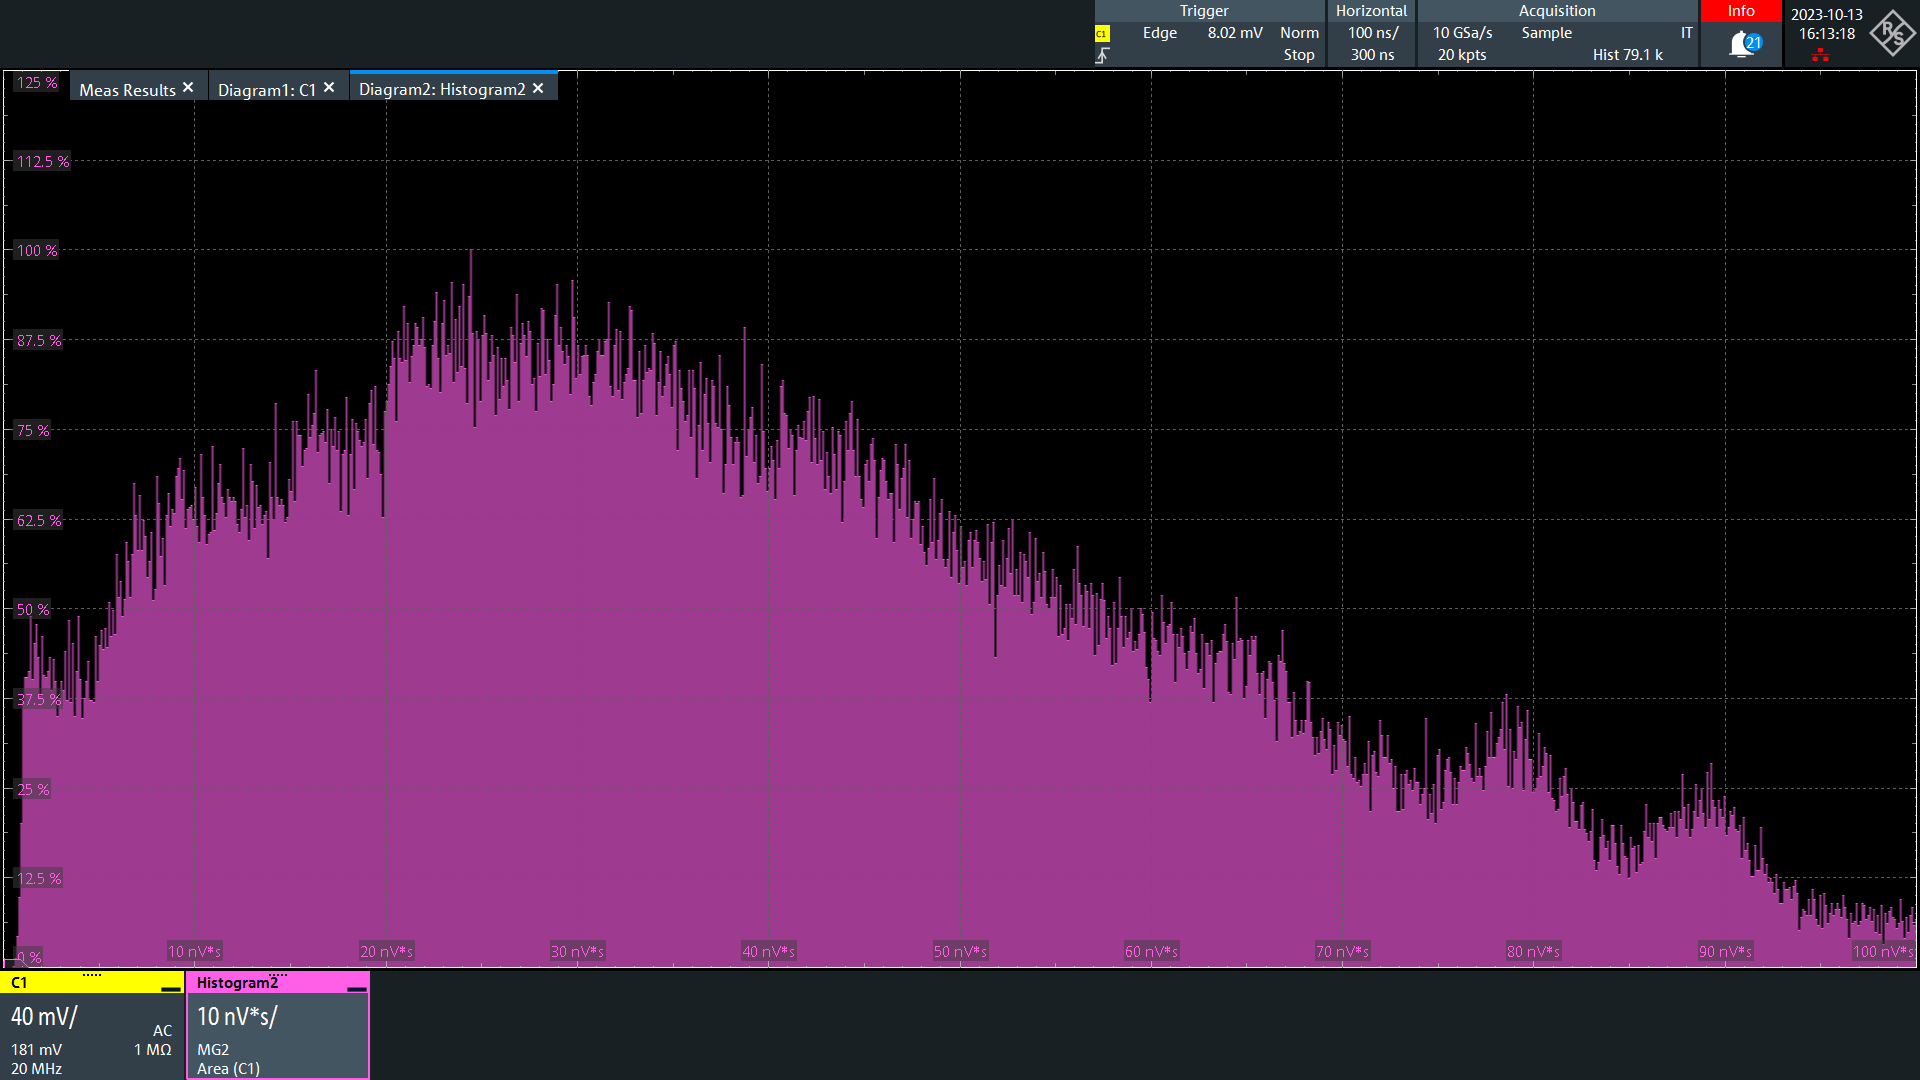 Trigger
C1 Edge 8.02 mV Norm
Stop
Horizontal
100 ns/
300 ns
Acquisition
10 GSa/s Sample IT
20 kpts Hist 79.1 k
Info
21
2023-10-13
16:13:18
R&S
125 %
Meas Results ×
Diagram1: C1 ×
Diagram2: Histogram2 ×
112.5 %
100 %
87.5 %
75 %
62.5 %
50 %
37.5 %
25 %
12.5 %
0 %
10 nV*s
20 nV*s
30 nV*s
40 nV*s
50 nV*s
60 nV*s
70 nV*s
80 nV*s
90 nV*s
100 nV*s
C1
40 mV/
AC
181 mV 1 MΩ
20 MHz
Histogram2
10 nV*s/
MG2
Area (C1)